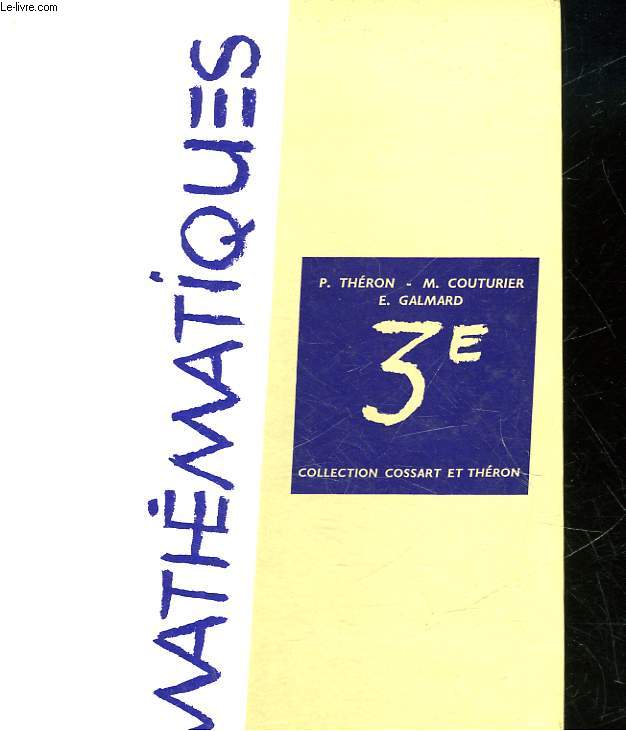 Le-livre.com
MATHÉMATIQUES
P. THÉRON - M. COUTURIER
E. GALMARD
3E
COLLECTION COSSART ET THÉRON